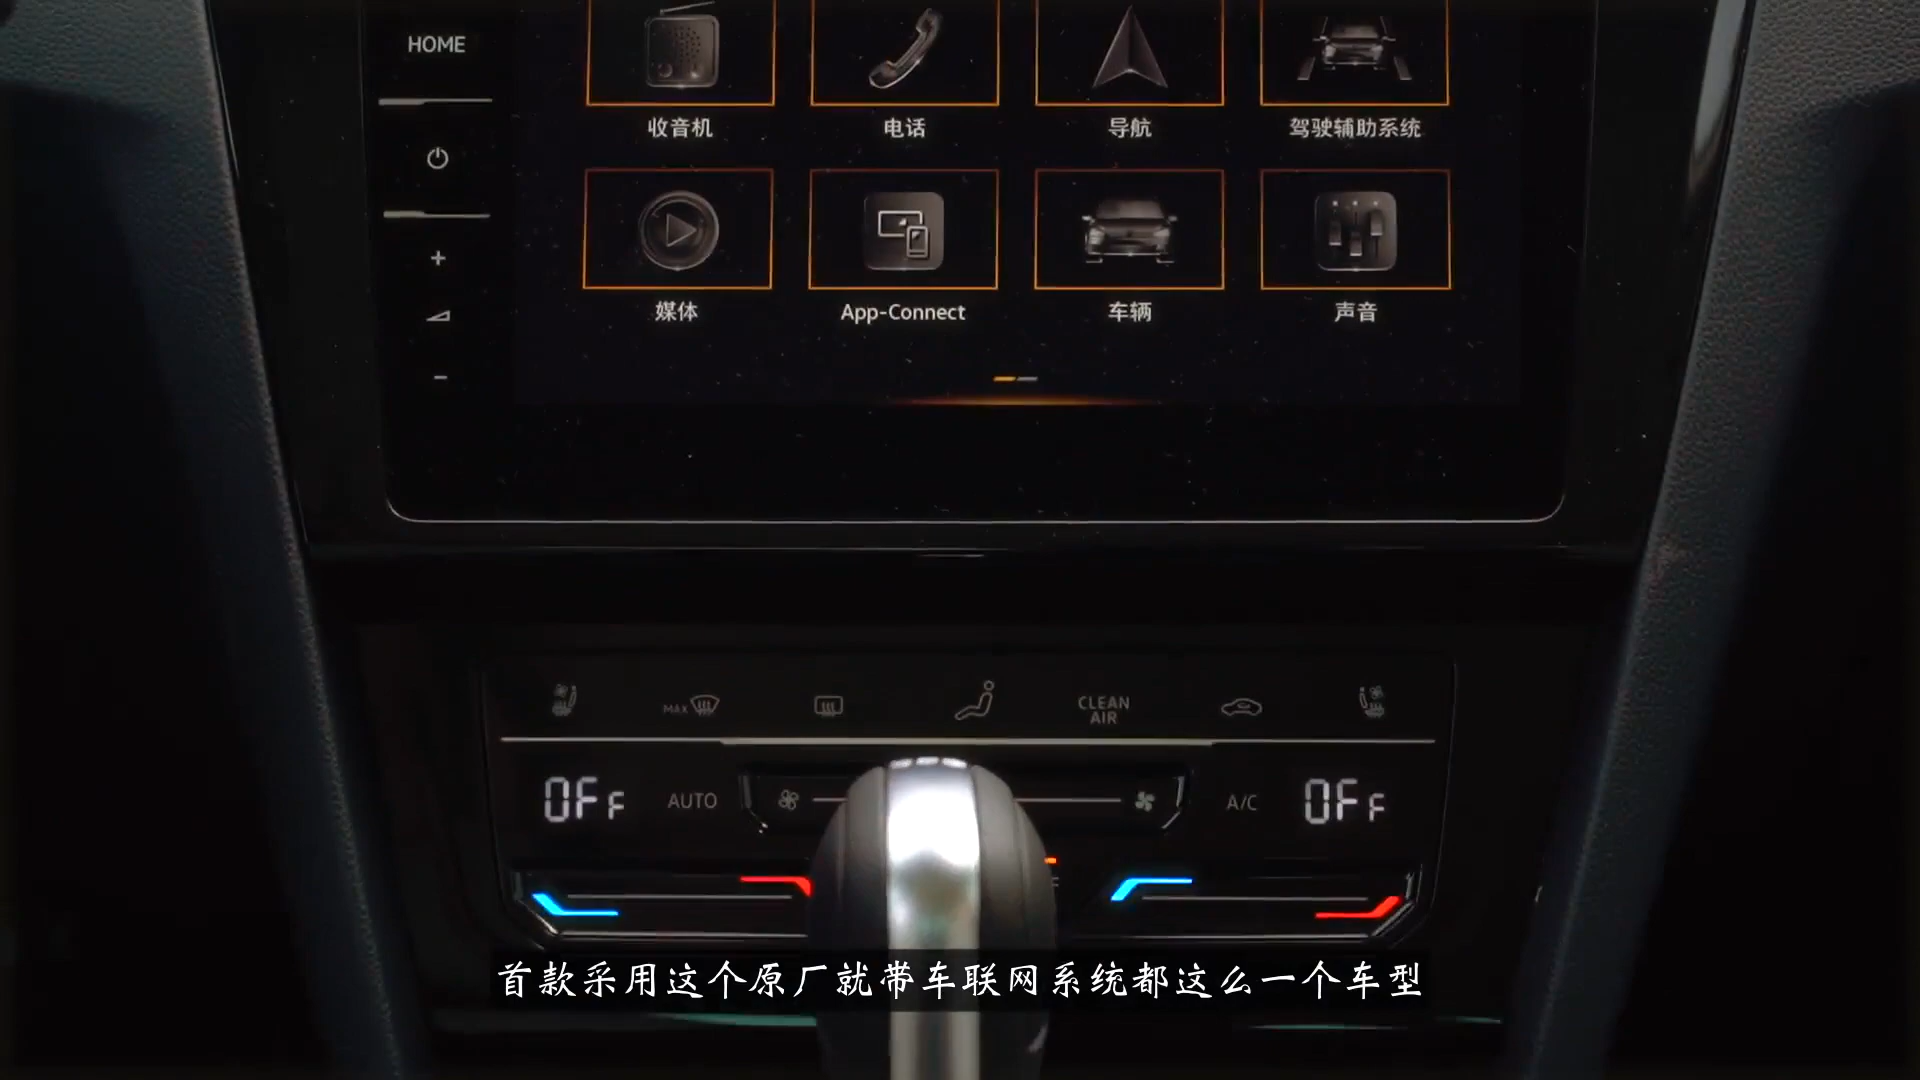 HOME
收音机
电话
导航
驾驶辅助系统
媒体
App-Connect
车辆
声音
MAX
CLEAN
AIR
OFF
AUTO
A/C
OFF
首款采用这个原厂就带车联网系统都这么一个车型